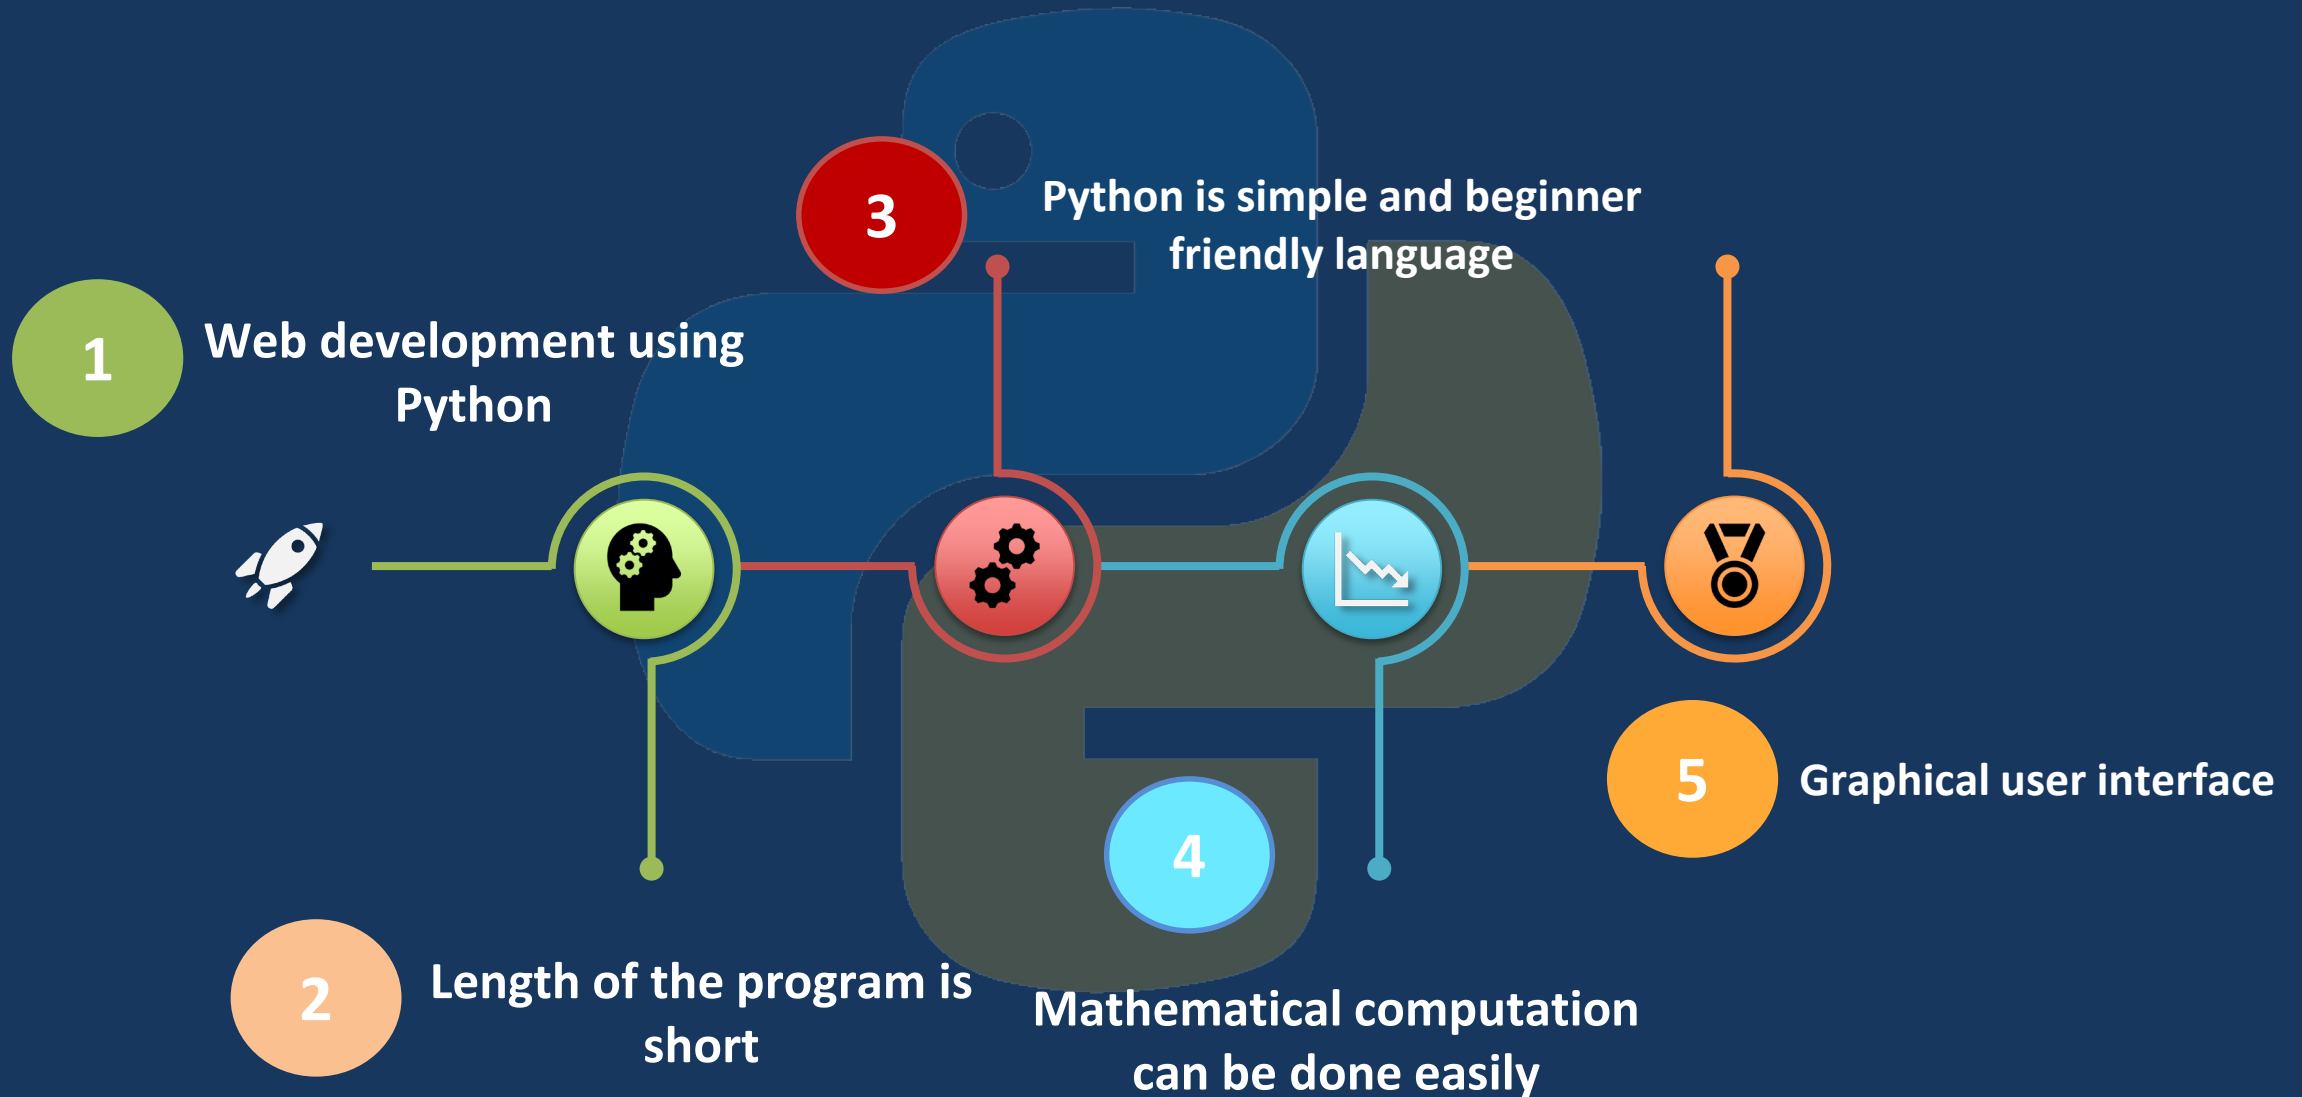 1
Web development using
Python
2
Length of the program is
short
3
Python is simple and beginner
friendly language
4
Mathematical computation
can be done easily
5
Graphical user interface